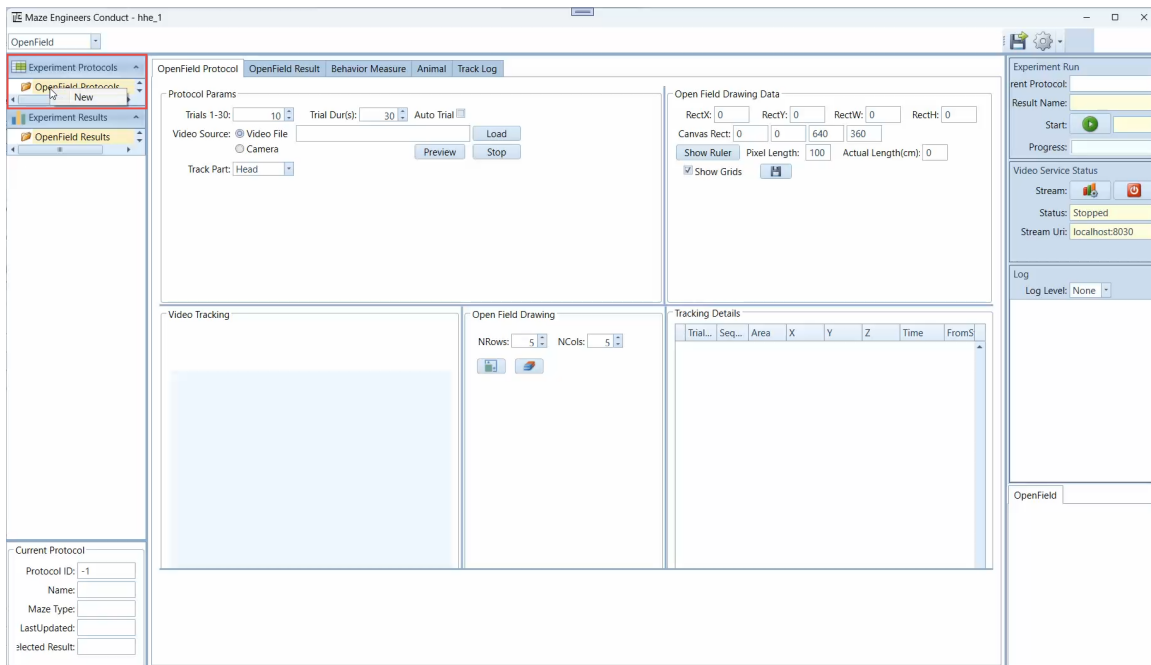 Maze Engineers Conduct - hhe_1
OpenField
Experiment Protocols
OpenField Protocols
New
Experiment Results
OpenField Results
Current Protocol
Protocol ID: -1
Name:
Maze Type:
LastUpdated:
elected Result:
OpenField Protocol OpenField Result Behavior Measure Animal Track Log
Protocol Params
Trials 1-30: 10 Trial Dur(s): 30 Auto Trial
Video Source: Video File Load
Camera Preview Stop
Track Part: Head
Open Field Drawing Data
RectX: 0 RectY: 0 RectW: 0 RectH: 0
Canvas Rect: 0 0 640 360
Show Ruler Pixel Length: 100 Actual Length(cm): 0
Show Grids
Video Tracking
Open Field Drawing
NRows: 5 NCols: 5
Tracking Details
Trial... Seq... Area X Y Z Time FromS
Experiment Run
rent Protocol:
Result Name:
Start:
Progress:
Video Service Status
Stream:
Status: Stopped
Stream Uri: localhost:8030
Log
Log Level: None
OpenField